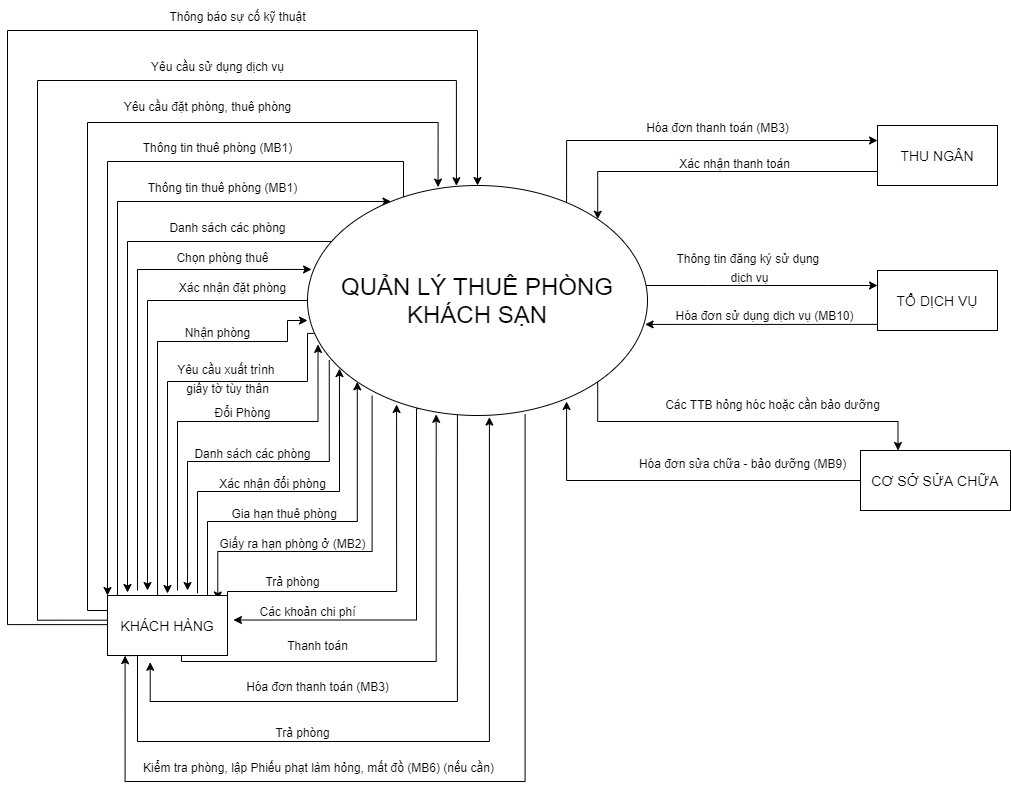 Thông báo sự cố kỹ thuật
Yêu cầu sử dụng dịch vụ
Yêu cầu đặt phòng, thuê phòng
Thông tin thuê phòng (MB1)
Thông tin thuê phòng (MB1)
Danh sách các phòng
Chọn phòng thuê
Xác nhận đặt phòng
Nhận phòng
Yêu cầu xuất trình
giấy tờ tùy thân
Đổi Phòng
Danh sách các phòng
Xác nhận đổi phòng
Gia hạn thuê phòng
Giấy ra hạn phòng ở (MB2)
Trả phòng
Các khoản chi phí
KHÁCH HÀNG
Thanh toán
Hóa đơn thanh toán (MB3)
Trả phòng
Kiểm tra phòng, lập Phiếu phạt làm hỏng, mất đồ (MB6) (nếu cần)
QUẢN LÝ THUÊ PHÒNG
KHÁCH SẠN
Hóa đơn thanh toán (MB3)
THU NGÂN
Xác nhận thanh toán
Thông tin đăng ký sử dụng
dịch vụ
TỔ DỊCH VỤ
Hóa đơn sử dụng dịch vụ (MB10)
Các TTB hỏng hóc hoặc cần bảo dưỡng
Hóa đơn sửa chữa - bảo dưỡng (MB9)
CƠ SỞ SỬA CHỮA